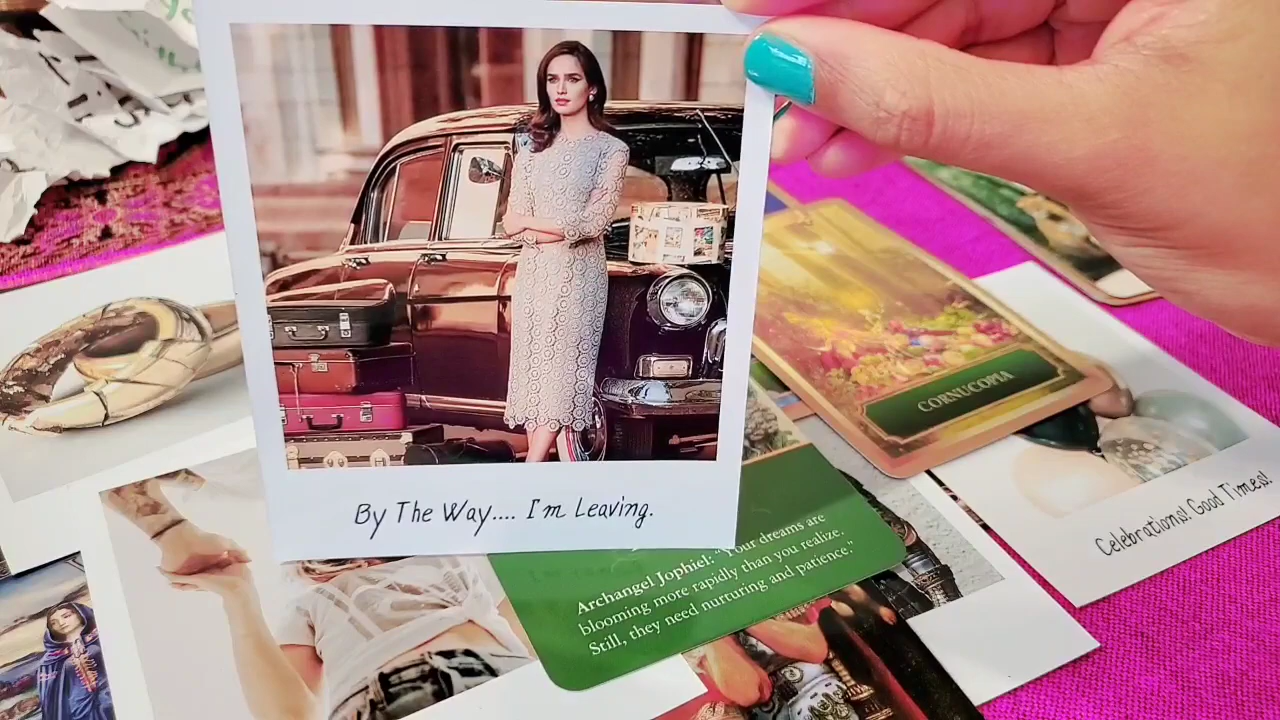 By The Way.... I'm Leaving.
CORNUCOPIA
Celebrations! Good Times!
Archangel Jophiel: "Your dreams are
blooming more rapidly than you realize.
Still, they need nurturing and patience."